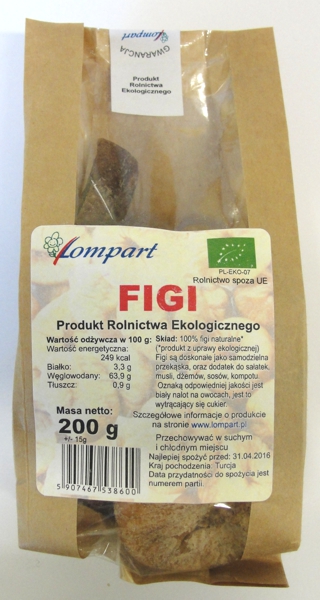 Lompart
GWARANCJA
Produkt
Rolnictwa
Ekologicznego
Lompart
PL-EKO-07
Rolnictwo spoza UE
FIGI
Produkt Rolnictwa Ekologicznego
Wartość odżywcza w 100 g:
Wartość energetyczna:
249 kcal
Białko: 3,3 g
Węglowodany: 63,9 g
Tłuszcz: 0,9 g
Skład: 100% figi naturalne*
(*produkt z uprawy ekologicznej)
Figi są doskonałe jako samodzielna
przekąska, oraz dodatek do sałatek,
musli, dżemów, sosów, kompotu.
Oznaką odpowiedniej jakości jest
biały nalot na owocach, jest to
wytrącający się cukier.
Masa netto:
200 g
+/- 15g
Szczegółowe informacje o produkcie
na stronie www.lompart.pl
Przechowywać w suchym
i chłodnym miejscu
Najlepiej spożyć przed: 31.04.2016
Kraj pochodzenia: Turcja
Data przydatności do spożycia jest
numerem partii.
5 907467 538600